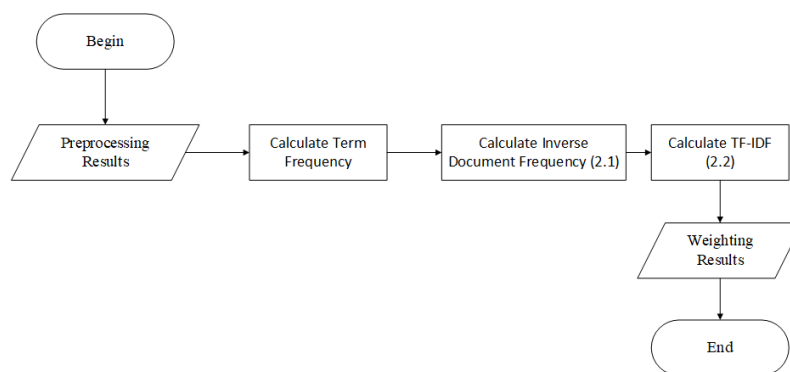 Begin
Preprocessing
Results
Calculate Term
Frequency
Calculate Inverse
Document Frequency (2.1)
Calculate TF-IDF
(2.2)
Weighting
Results
End